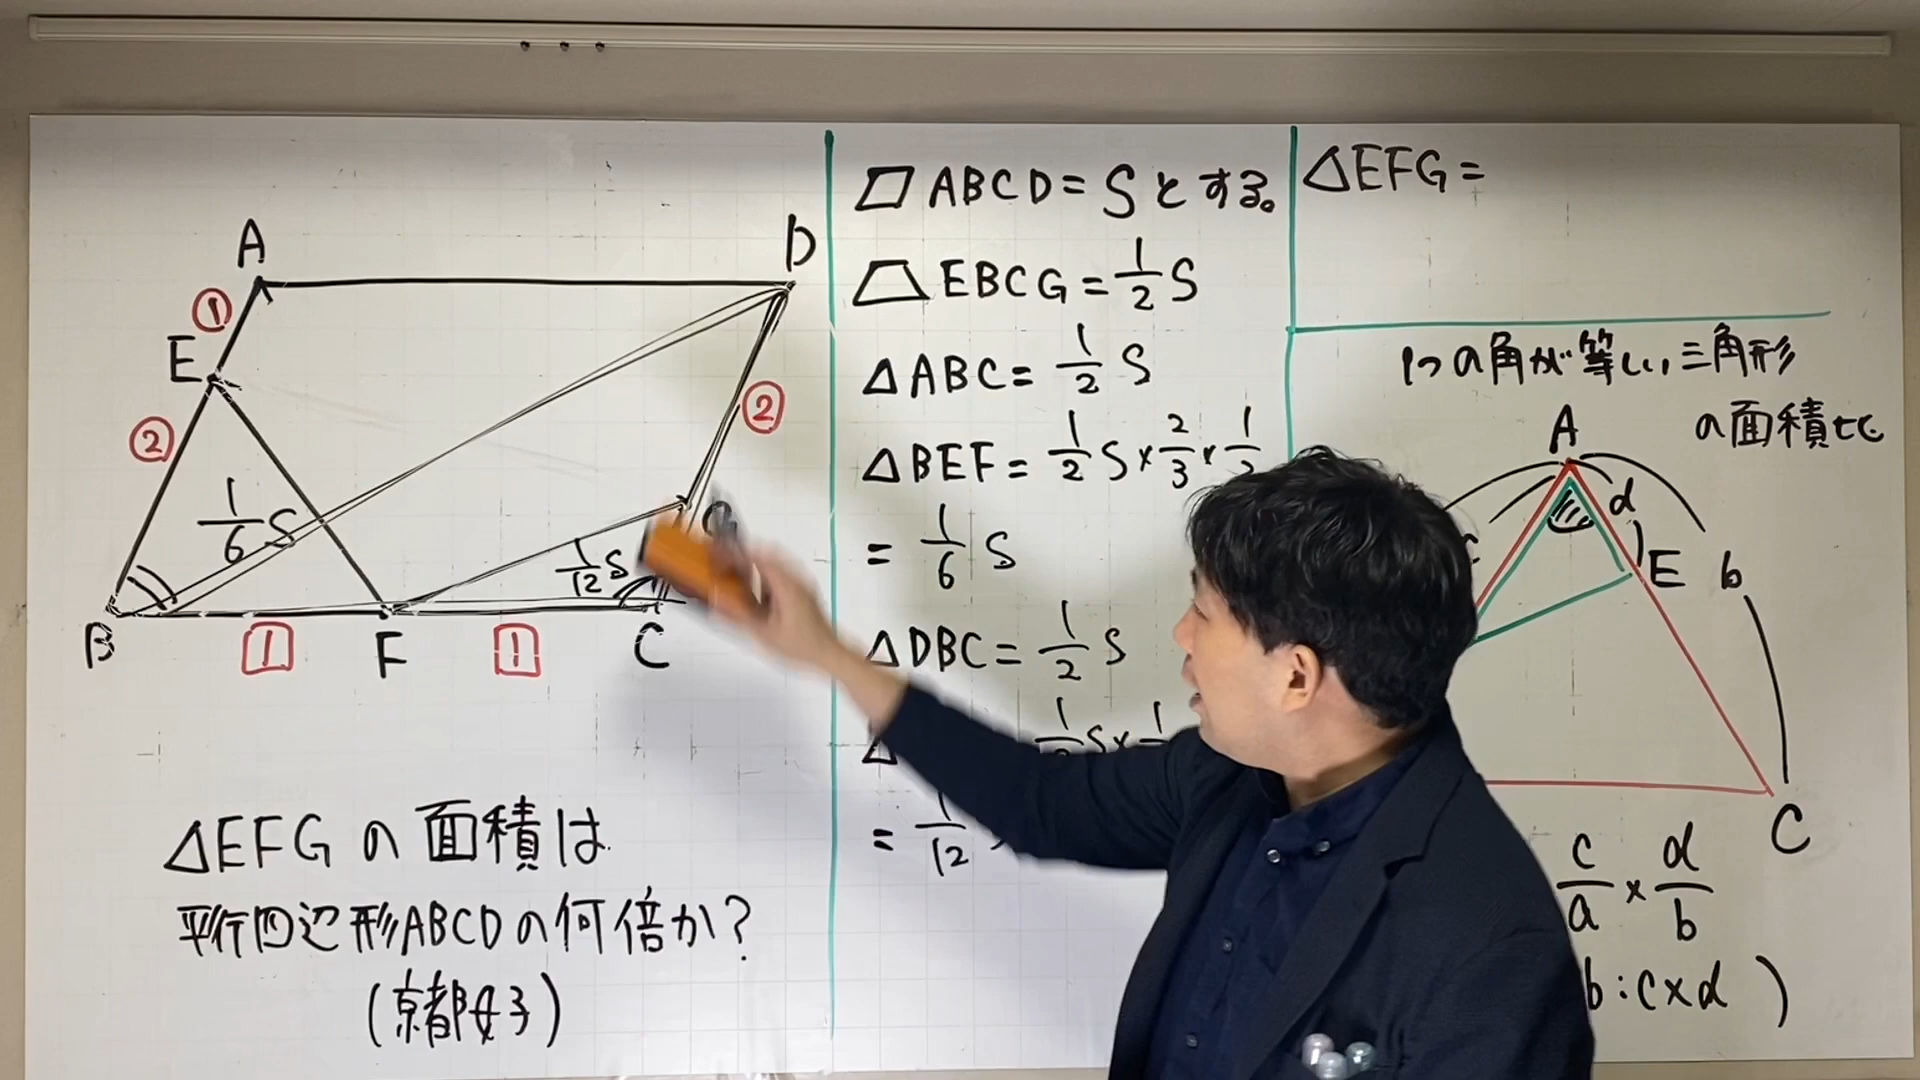 A
D
①
E
②
②
1/6 S
1/12 S
B
1
F
1
C
△EFG の 面積は
平行四辺形ABCDの何倍か?
(京都女子)
▱ABCD=Sとする。
EBCG=1/2 S
△ABC=1/2 S
△BEF=1/2 S×2/3×
=1/6 S
△DBC=1/2 S
=1/12
△EFG=
1つの角が等しい三角形
の面積比
A
d
E
b
C
c/a × d/b
b:c×d )